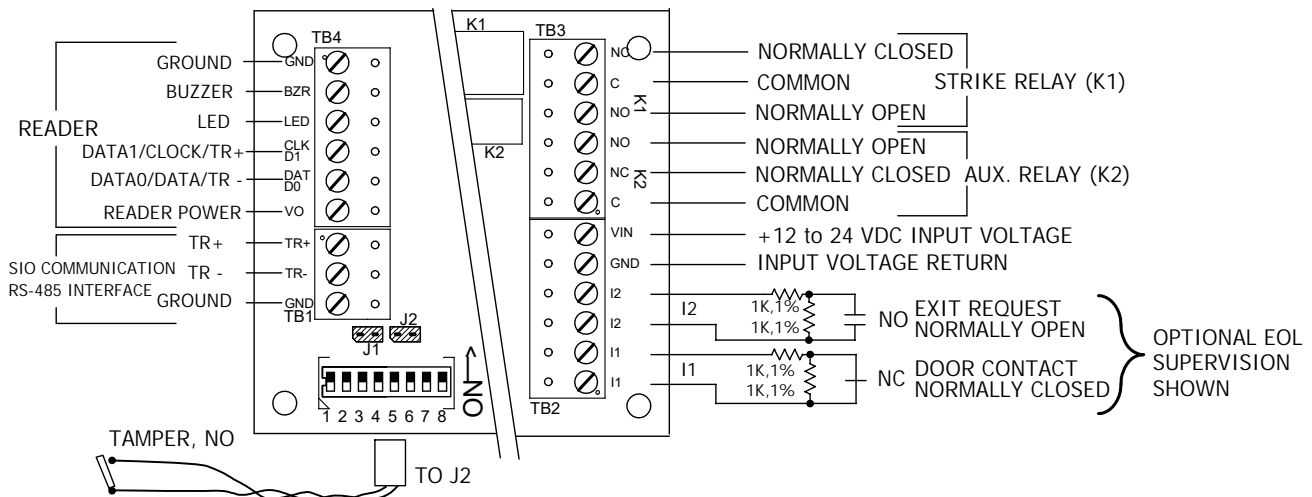 READER
GROUND
BUZZER
LED
DATA1/CLOCK/TR+
DATA0/DATA/TR -
READER POWER
SIO COMMUNICATION
RS-485 INTERFACE
TR+
TR -
GROUND
TB4
GND
BZR
LED
CLK
D1
DAT
D0
VO
TR+
TR-
GND
TB1
J1
J2
1 2 3 4 5 6 7 8
ON
K1
K2
TB3
NC
C
NO
NO
NC
C
K1
K2
VIN
GND
I2
I2
I1
I1
TB2
NORMALLY CLOSED
COMMON
NORMALLY OPEN
STRIKE RELAY (K1)
NORMALLY OPEN
NORMALLY CLOSED
COMMON
AUX. RELAY (K2)
+12 to 24 VDC INPUT VOLTAGE
INPUT VOLTAGE RETURN
I2
1K,1%
1K,1%
NO
EXIT REQUEST
NORMALLY OPEN
I1
1K,1%
1K,1%
NC
DOOR CONTACT
NORMALLY CLOSED
OPTIONAL EOL
SUPERVISION
SHOWN
TAMPER, NO
TO J2